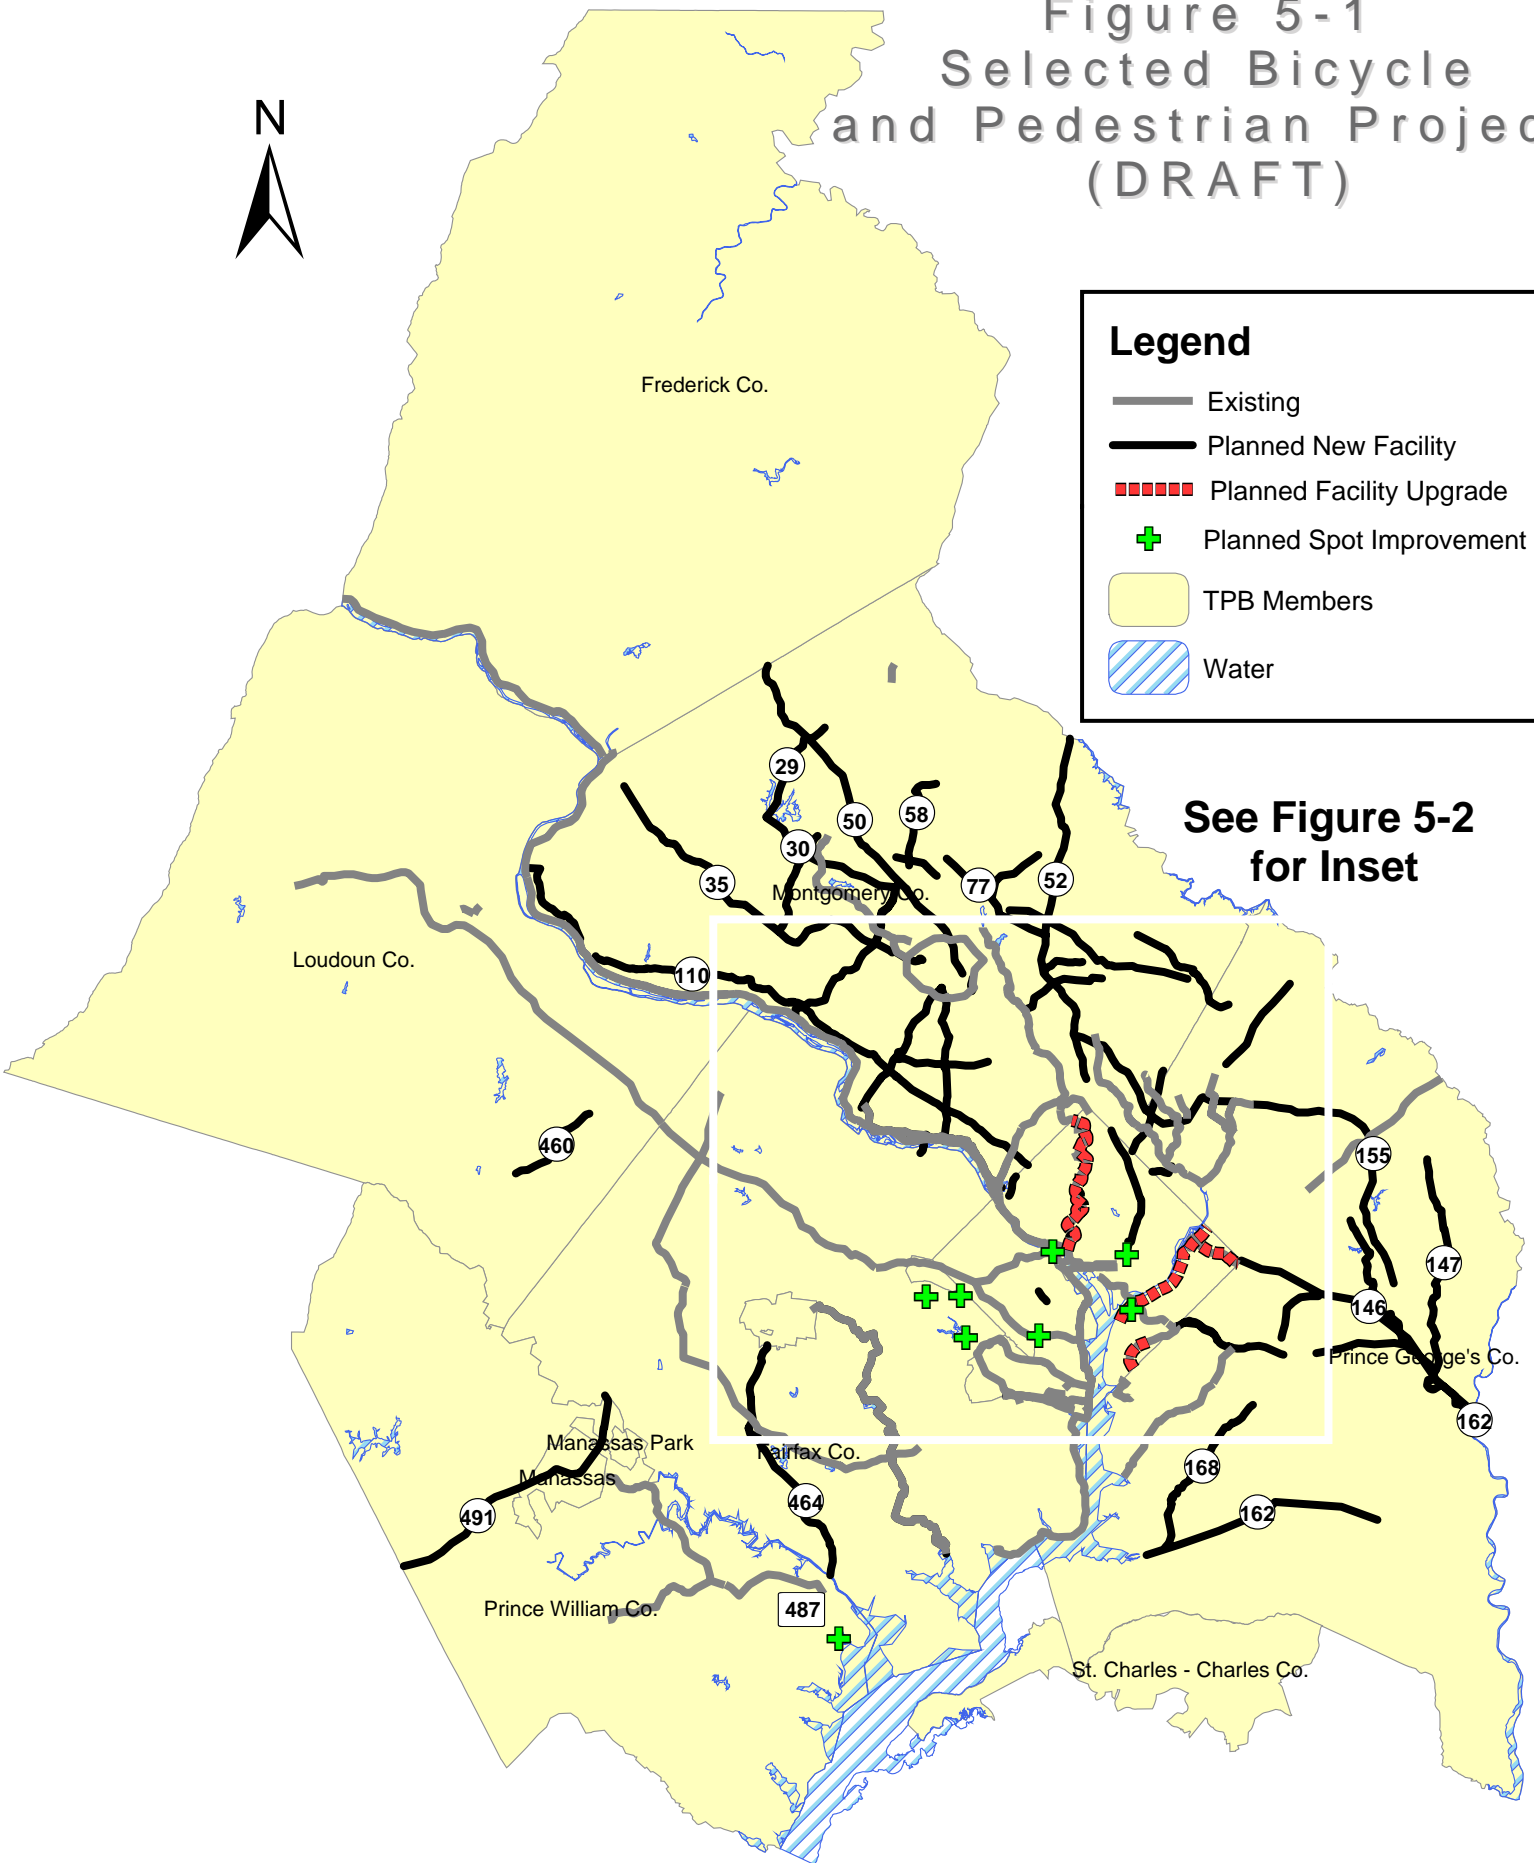 Figure 5-1
Selected Bicycle
and Pedestrian Projec
(DRAFT)
N
Legend
Existing
Planned New Facility
Planned Facility Upgrade
Planned Spot Improvement
TPB Members
Water
See Figure 5-2
for Inset
Frederick Co.
29
50
58
30
35
77
52
Montgomery Co.
Loudoun Co.
110
460
155
147
146
Prince George's Co.
162
Manassas Park
Fairfax Co.
Manassas
168
464
162
491
Prince William Co.
487
St. Charles - Charles Co.